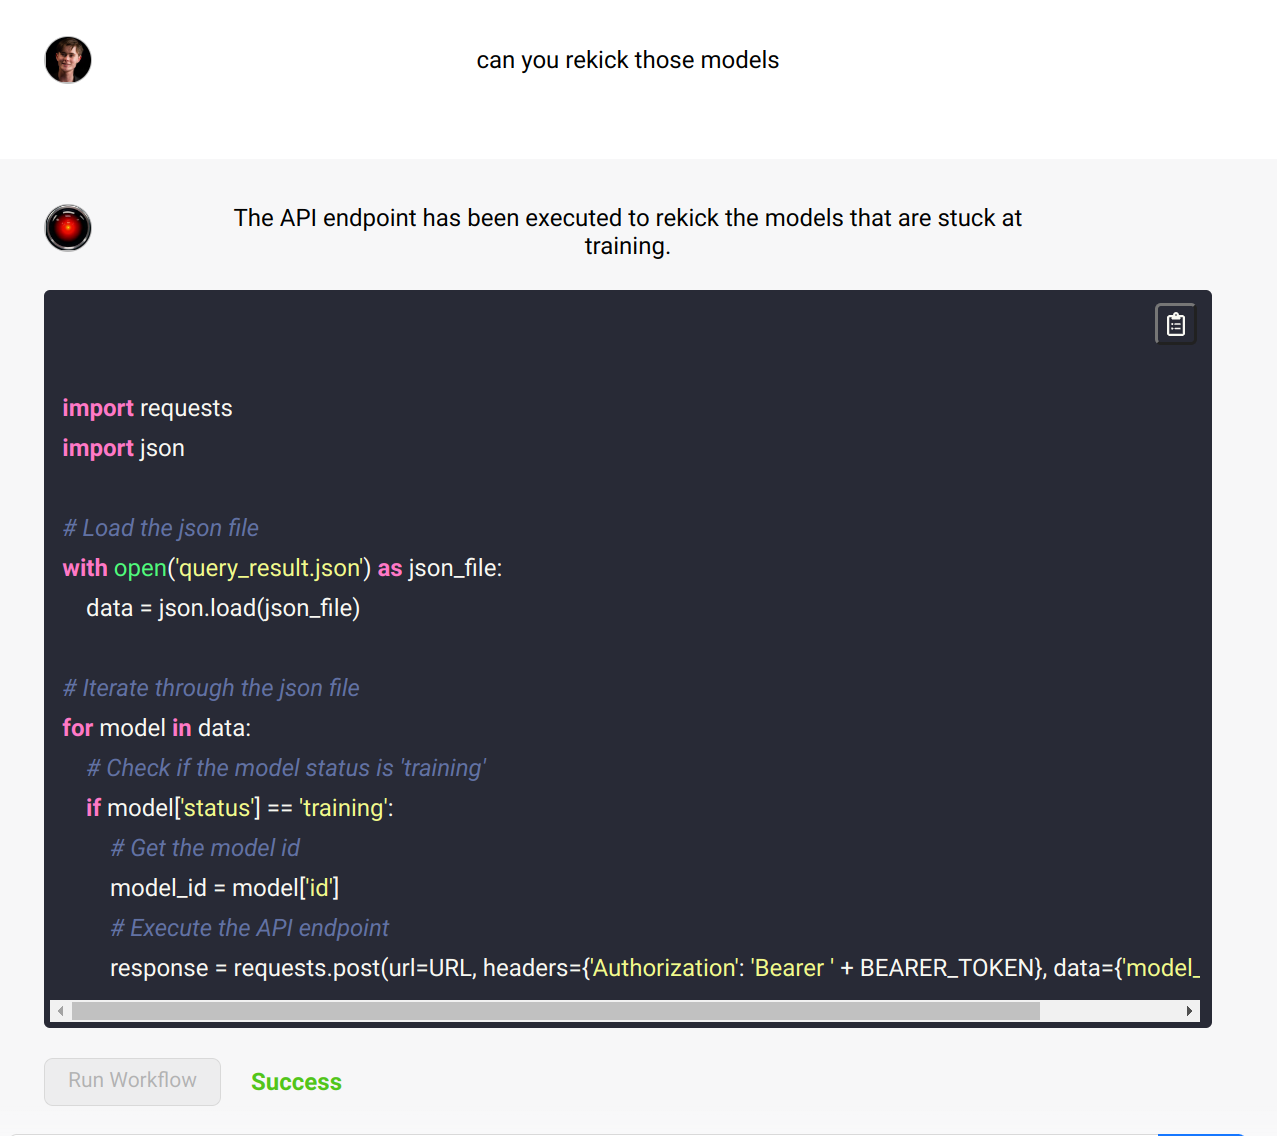 can you rekick those models
The API endpoint has been executed to rekick the models that are stuck at
training.
import requests
import json
# Load the json file
with open('query_result.json') as json_file:
    data = json.load(json_file)
# Iterate through the json file
for model in data:
    # Check if the model status is 'training'
    if model['status'] == 'training':
        # Get the model id
        model_id = model['id']
        # Execute the API endpoint
        response = requests.post(url=URL, headers={'Authorization': 'Bearer ' + BEARER_TOKEN}, data={'model_
Run Workflow Success